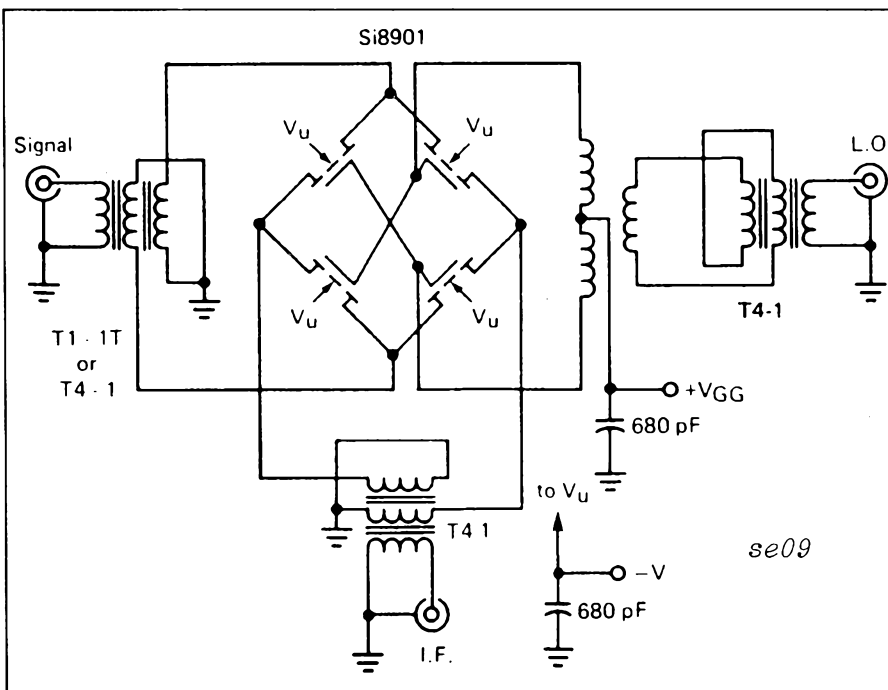 Si8901
Signal
Vu
Vu
L.O
Vu
Vu
T1 - 1T
or
T4 - 1
T4-1
+VGG
680 pF
to Vu
T4 1
se09
-V
680 pF
I.F.